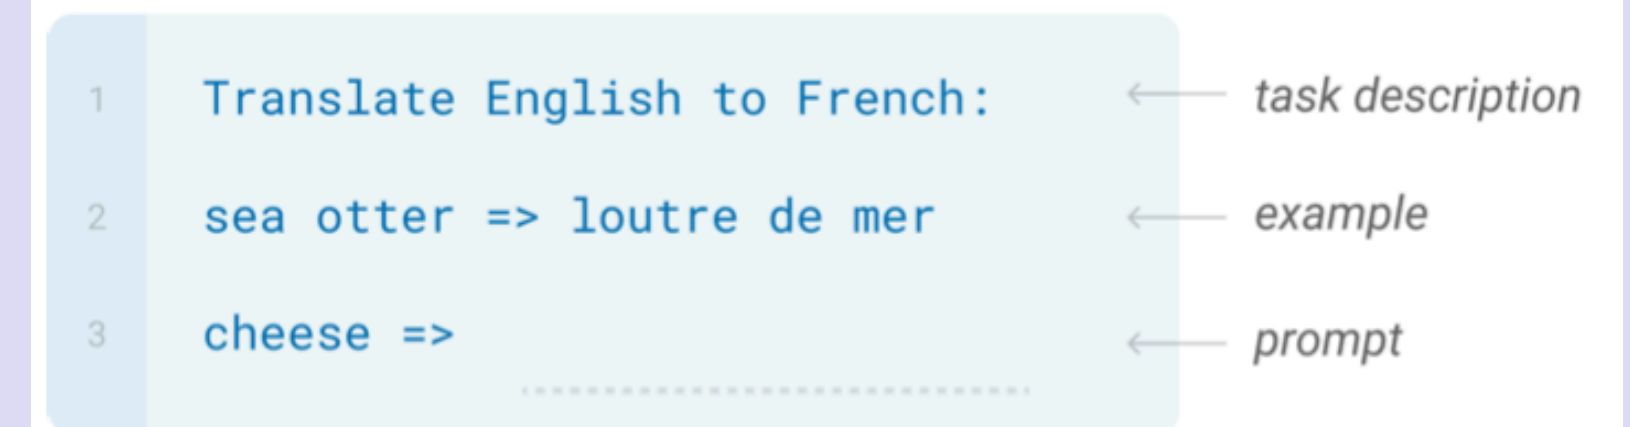 1 Translate English to French: task description
2 sea otter => loutre de mer example
3 cheese => prompt